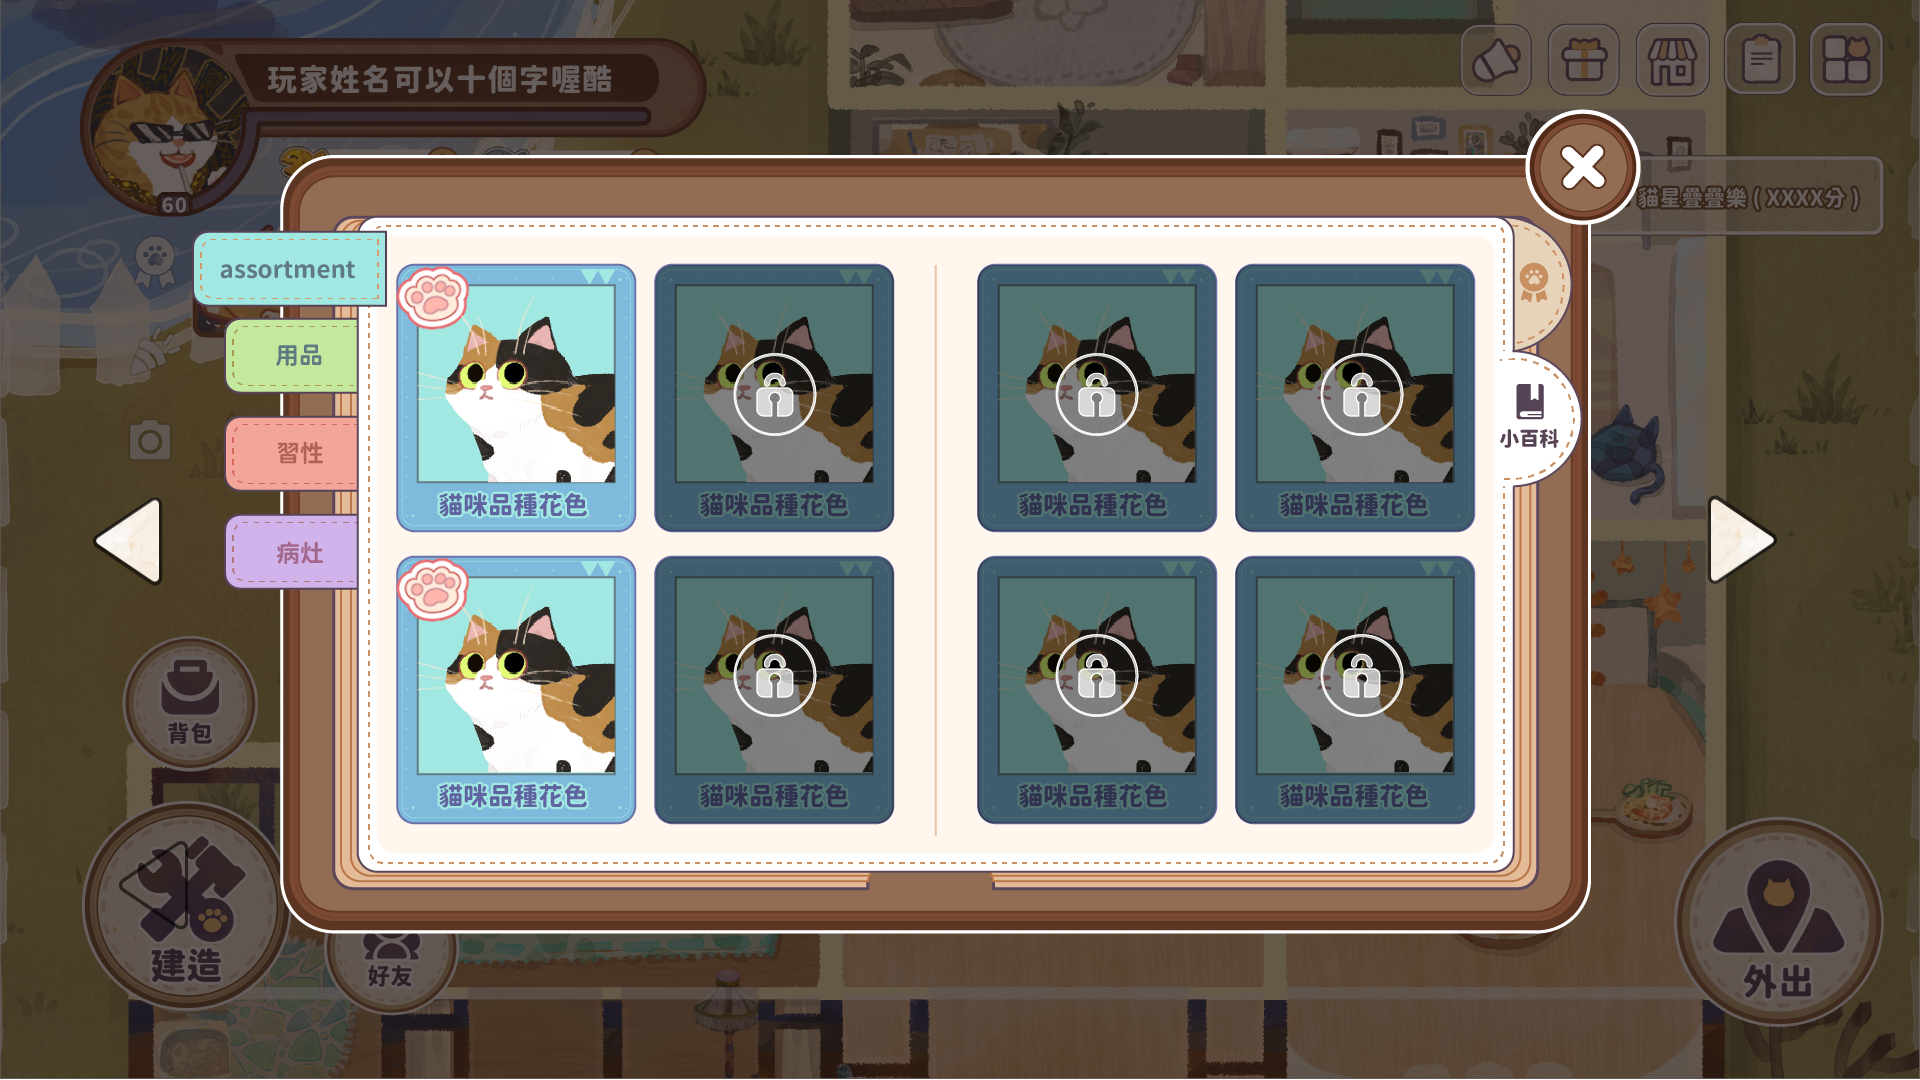 玩家姓名可以十個字喔酷
60
貓星疊疊樂 ( XXXX分 )
assortment
用品
習性
病灶
小百科
貓咪品種花色
貓咪品種花色
貓咪品種花色
貓咪品種花色
貓咪品種花色
貓咪品種花色
貓咪品種花色
貓咪品種花色
背包
建造
好友
外出